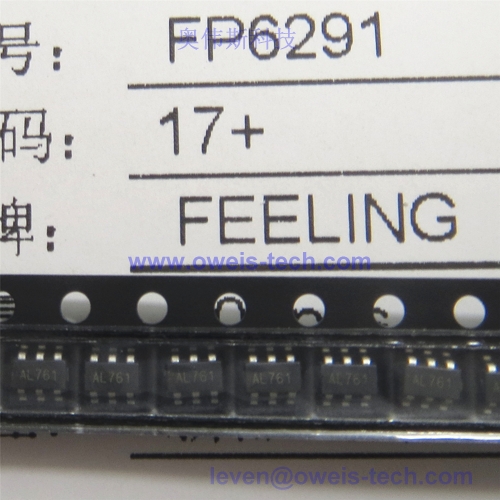 号: FP6291
奥伟斯科技
码: 17+
牌: FEELING
www.oweis-tech.com
AL761 AL761 AL761 AL761 AL761 AL761
leven@oweis-tech.com